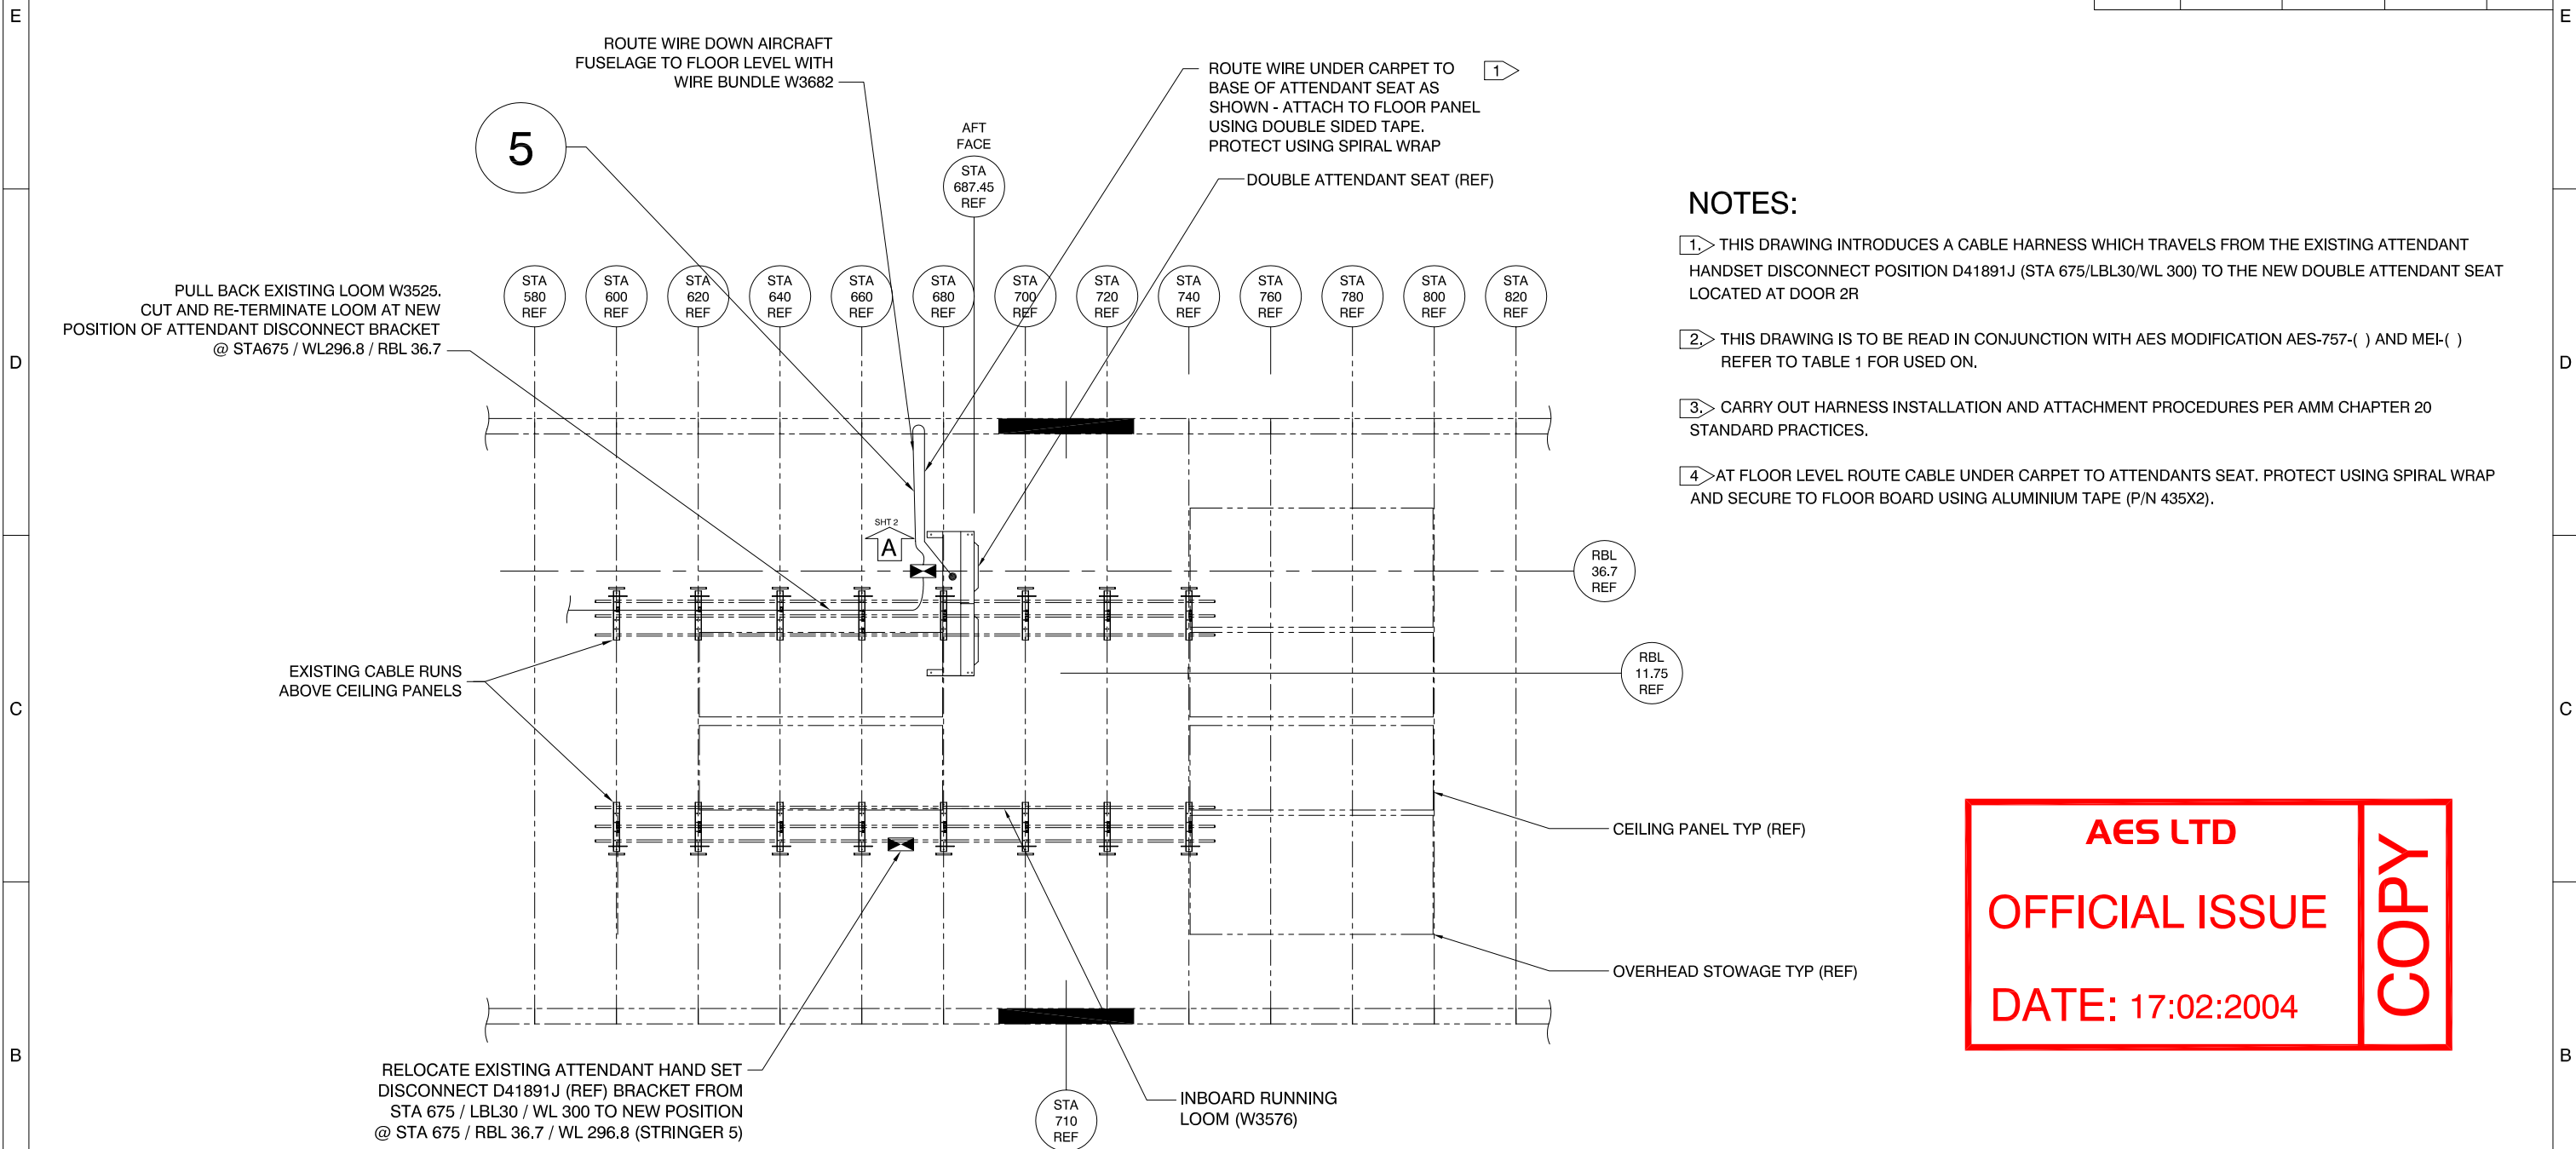 E
E
ROUTE WIRE DOWN AIRCRAFT
FUSELAGE TO FLOOR LEVEL WITH
WIRE BUNDLE W3682
ROUTE WIRE UNDER CARPET TO
BASE OF ATTENDANT SEAT AS
SHOWN - ATTACH TO FLOOR PANEL
USING DOUBLE SIDED TAPE.
PROTECT USING SPIRAL WRAP
1
5
AFT
FACE
STA
687.45
REF
DOUBLE ATTENDANT SEAT (REF)
NOTES:
1. THIS DRAWING INTRODUCES A CABLE HARNESS WHICH TRAVELS FROM THE EXISTING ATTENDANT
HANDSET DISCONNECT POSITION D41891J (STA 675/LBL30/WL 300) TO THE NEW DOUBLE ATTENDANT SEAT
LOCATED AT DOOR 2R
2. THIS DRAWING IS TO BE READ IN CONJUNCTION WITH AES MODIFICATION AES-757-( ) AND MEI-( )
REFER TO TABLE 1 FOR USED ON.
3. CARRY OUT HARNESS INSTALLATION AND ATTACHMENT PROCEDURES PER AMM CHAPTER 20
STANDARD PRACTICES.
4 AT FLOOR LEVEL ROUTE CABLE UNDER CARPET TO ATTENDANTS SEAT. PROTECT USING SPIRAL WRAP
AND SECURE TO FLOOR BOARD USING ALUMINIUM TAPE (P/N 435X2).
PULL BACK EXISTING LOOM W3525.
CUT AND RE-TERMINATE LOOM AT NEW
POSITION OF ATTENDANT DISCONNECT BRACKET
@ STA675 / WL296.8 / RBL 36.7
STA
580
REF
STA
600
REF
STA
620
REF
STA
640
REF
STA
660
REF
STA
680
REF
STA
700
REF
STA
720
REF
STA
740
REF
STA
760
REF
STA
780
REF
STA
800
REF
STA
820
REF
D
D
SHT 2
A
RBL
36.7
REF
EXISTING CABLE RUNS
ABOVE CEILING PANELS
RBL
11.75
REF
C
C
CEILING PANEL TYP (REF)
OVERHEAD STOWAGE TYP (REF)
AES LTD
OFFICIAL ISSUE
DATE: 17:02:2004
COPY
B
B
RELOCATE EXISTING ATTENDANT HAND SET
DISCONNECT D41891J (REF) BRACKET FROM
STA 675 / LBL30 / WL 300 TO NEW POSITION
@ STA 675 / RBL 36.7 / WL 296.8 (STRINGER 5)
STA
710
REF
INBOARD RUNNING
LOOM (W3576)